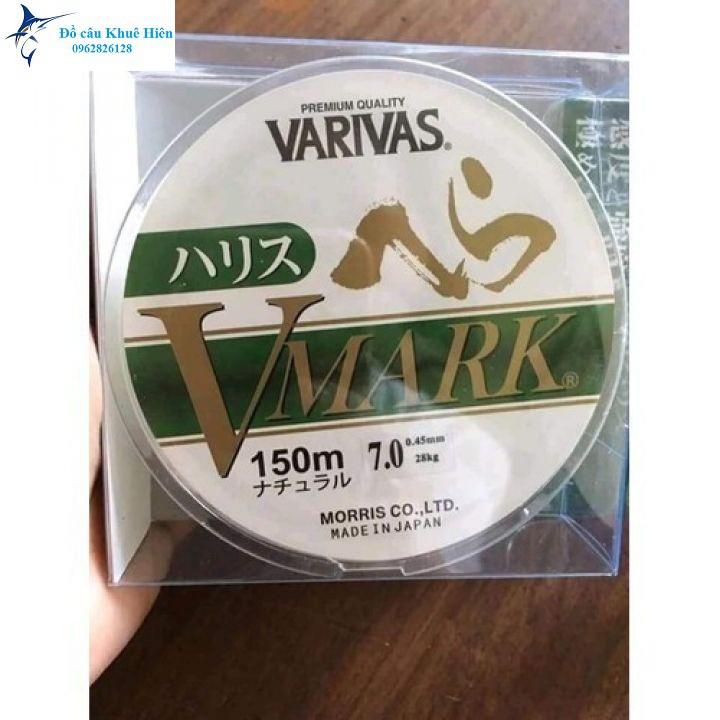 Đồ câu Khuê Hiên
0962826128
PREMIUM QUALITY
VARIVAS®
へら
ハリス
V MARK®
150m
7.0
0.45mm
28kg
ナチュラル
MORRIS CO.,LTD.
MADE IN JAPAN